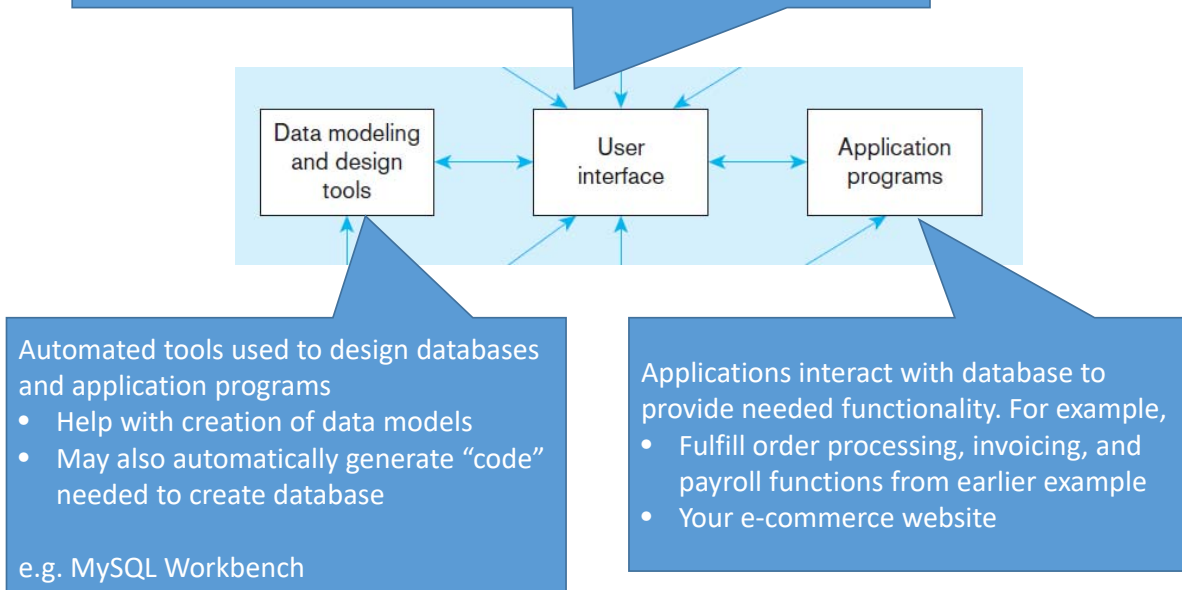 Data modeling
and design
tools
User
interface
Application
programs
Automated tools used to design databases
and application programs
• Help with creation of data models
• May also automatically generate “code”
needed to create database
e.g. MySQL Workbench
Applications interact with database to
provide needed functionality. For example,
• Fulfill order processing, invoicing, and
payroll functions from earlier example
• Your e-commerce website